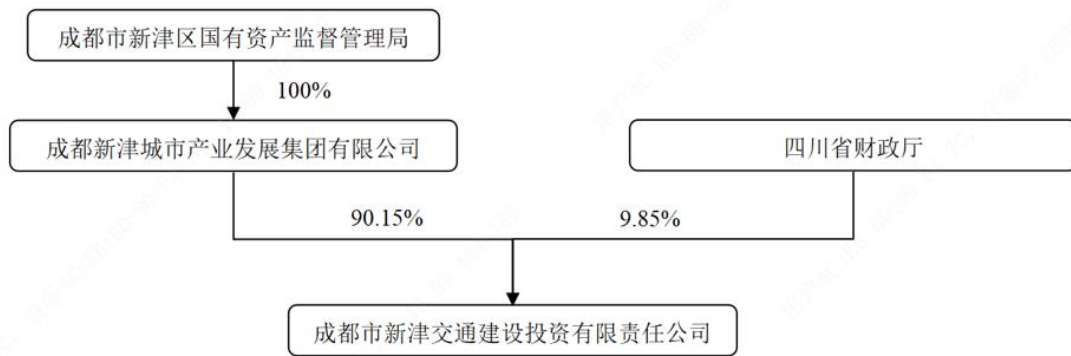 成都市新津区国有资产监督管理局
100%
成都新津城市产业发展集团有限公司
四川省财政厅
90.15%
9.85%
成都市新津交通建设投资有限责任公司